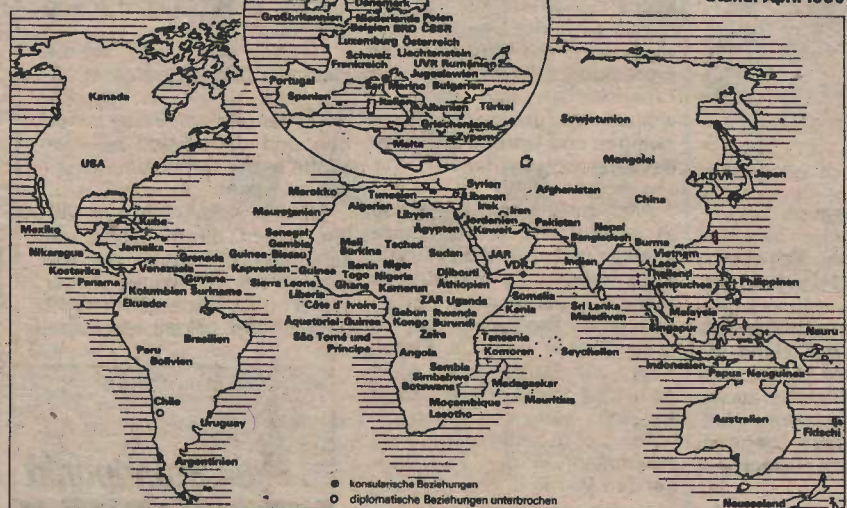 Dänemark
Großbritannien Niederlande Polen
Belgien BRD ČSSR
Luxemburg Österreich
Schweiz Liechtenstein
Frankreich UVR Rumänien
Jugoslawien
Portugal San Marino Bulgarien
Spanien Italien Albanien Türkei
Griechenland
Zypern
Malta
Kanada
USA
Mexiko
Kuba
Jamaika
Nikaragua
Grenada
Kostarika Venezuela
Panama Guyana
Kolumbien Suriname
Ekuador
Brasilien
Peru
Bolivien
Chile
Uruguay
Argentinien
Marokko
Tunesien
Algerien
Libyen
Mauretanien
Ägypten
Senegal
Gambia
Guinea-Bissau
Mali
Burkina
Tschad
Sudan
Kapverden Guinea
Benin Niger
Djibouti
Sierra Leone
Togo Nigeria
Äthiopien
Liberia
Ghana Kamerun
Côte d'Ivoire
ZAR Uganda
Somalia
Kenia
Äquatorial-Guinea
Gabun Rwanda
Kongo Burundi
Zaire
São Tomé und
Principe
Tansania
Komoren
Seychellen
Angola
Sambia
Simbabwe
Botswana
Madagaskar
Mauritius
Moçambique
Lesotho
Sowjetunion
Mongolei
KDVR
Japan
China
Syrien
Libanon
Irak
Afghanistan
Iran
Jordanien
Kuweit
Pakistan
Nepal
Bangladesh
JAR
VDRJ
Indien
Burma
Vietnam
Laos
Thailand
Kampuchea
Philippinen
Sri Lanka
Malediven
Malaysia
Singapur
Nauru
Indonesien
Papua-Neuguinea
Australien
Fidschi
Neuseeland
konsularische Beziehungen
diplomatische Beziehungen unterbrochen